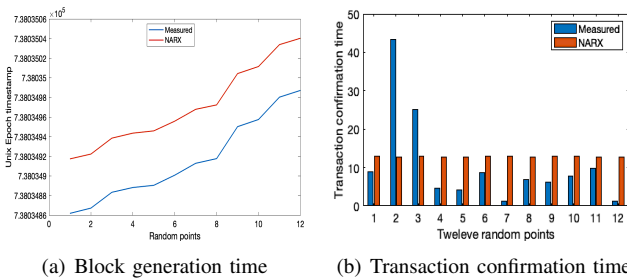 7.3803506 ×10^5
7.3803504
7.3803502
7.38035
7.3803498
7.3803496
7.3803494
7.3803492
7.380349
7.3803488
7.3803486
Unix Epoch timestamp
Measured
NARX
0 2 4 6 8 10 12
Random points
(a) Block generation time
50
40
30
20
10
0
Transaction confirmation time
Measured
NARX
1 2 3 4 5 6 7 8 9 10 11 12
Tweleve random points
(b) Transaction confirmation time